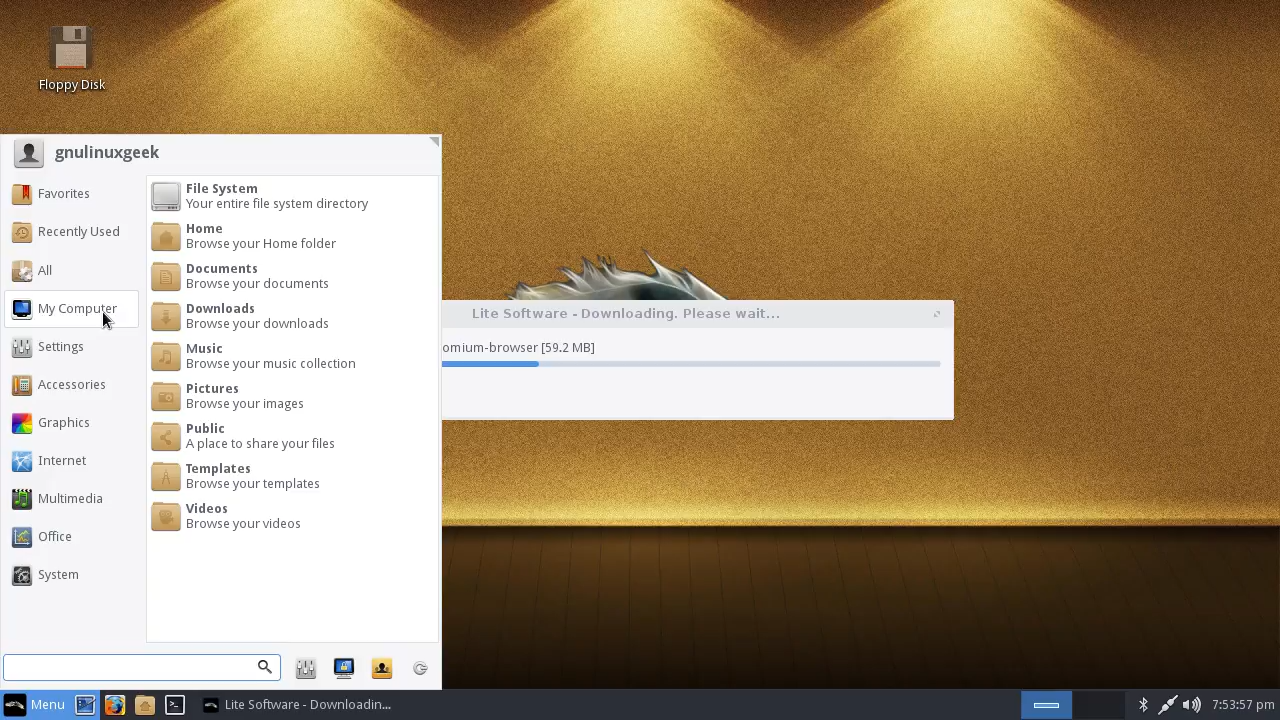 Floppy Disk
gnulinuxgeek
Favorites
Recently Used
All
My Computer
Settings
Accessories
Graphics
Internet
Multimedia
Office
System
File System
Your entire file system directory
Home
Browse your Home folder
Documents
Browse your documents
Downloads
Browse your downloads
Music
Browse your music collection
Pictures
Browse your images
Public
A place to share your files
Templates
Browse your templates
Videos
Browse your videos
Lite Software - Downloading. Please wait...
omium-browser [59.2 MB]
Menu
Lite Software - Downloadin...
7:53:57 pm